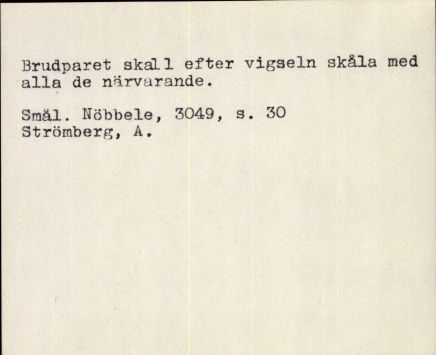 Brudparet skall efter vigseln skåla med
alla de närvarande.
Smål. Nöbbele, 3049, s. 30
Strömberg, A.